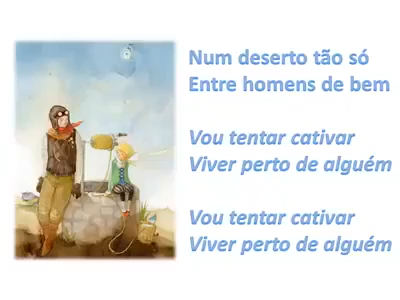 Num deserto tão só
Entre homens de bem
Vou tentar cativar
Viver perto de alguém
Vou tentar cativar
Viver perto de alguém